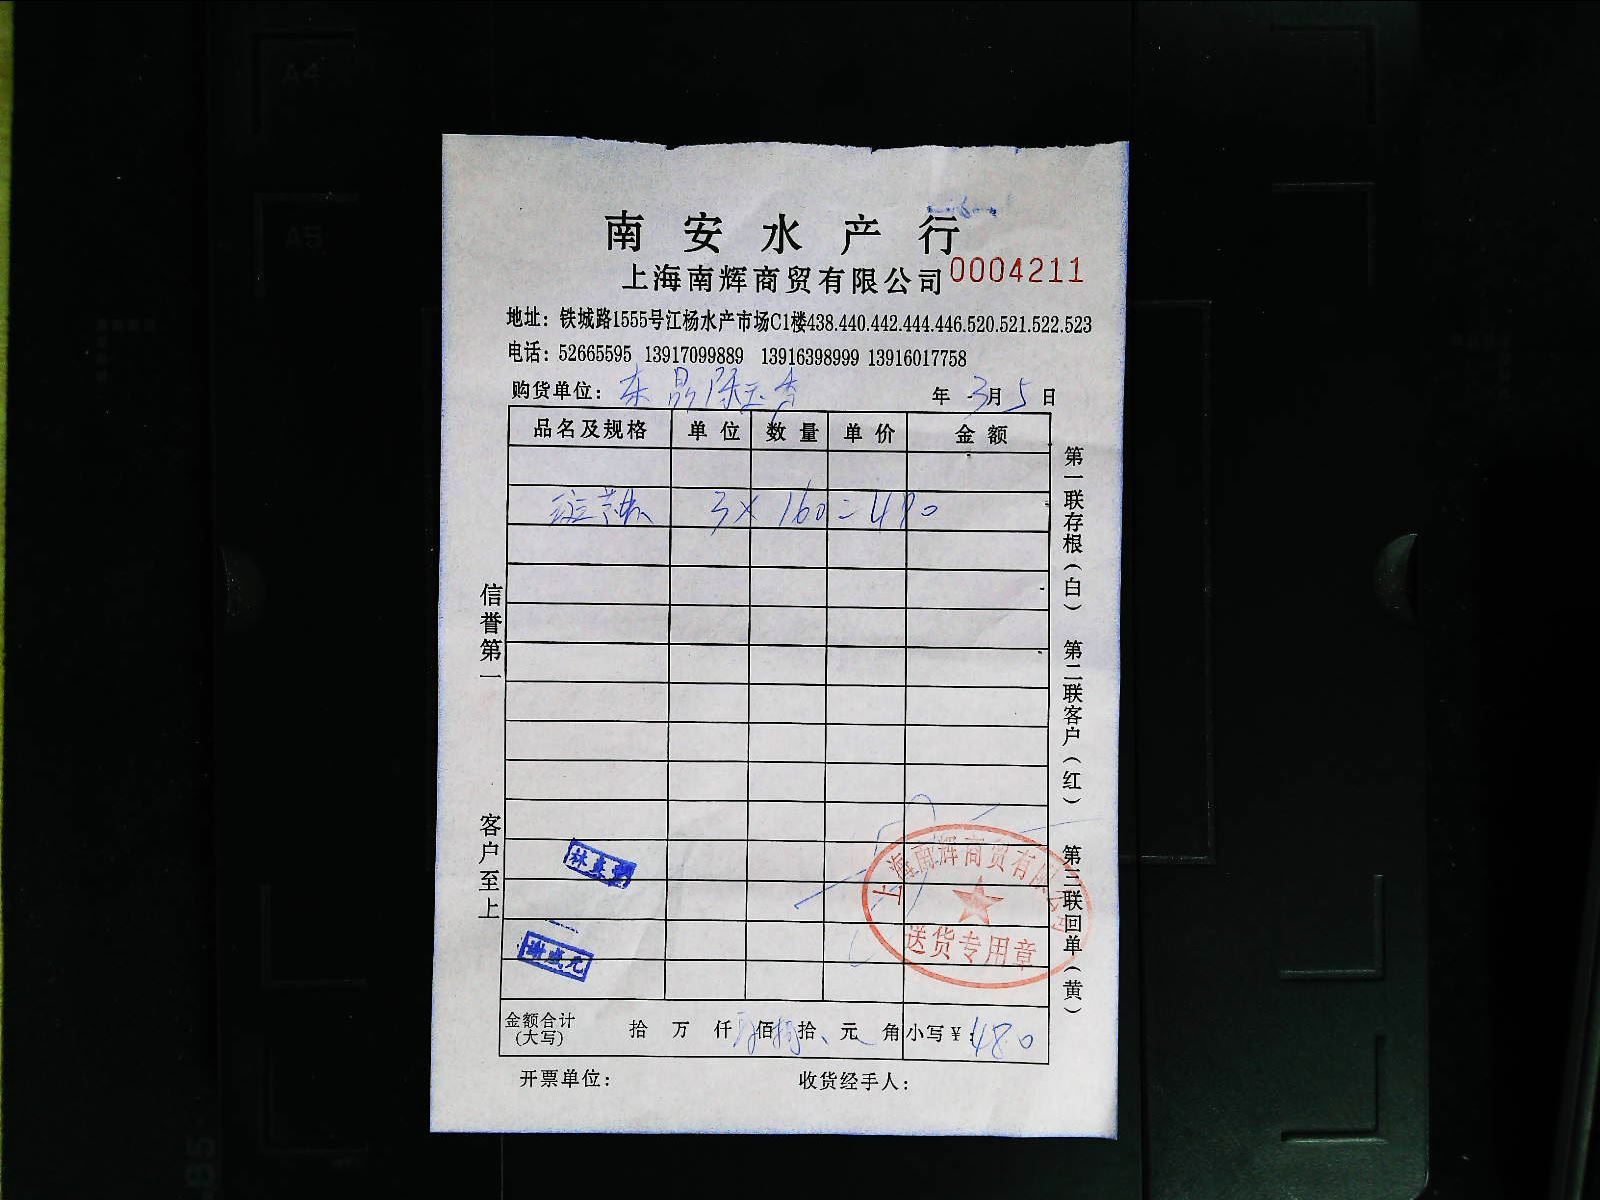 南安水产行
上海南辉商贸有限公司 0004211
地址：铁城路1555号江杨水产市场C1楼438.440.442.444.446.520.521.522.523
电话：52665595 13917099889 13916398999 13916017758
购货单位： 年 3月5日
品名及规格 单位 数量 单价 金额
3×160=480
信誉第一
客户至上
第一联存根（白）
第二联客户（红）
第三联回单（黄）
上海南辉商贸有限公司
送货专用章
金额合计（大写） 拾 万 仟 佰 拾 元 角 小写￥：480
开票单位： 收货经手人：
A4
A5